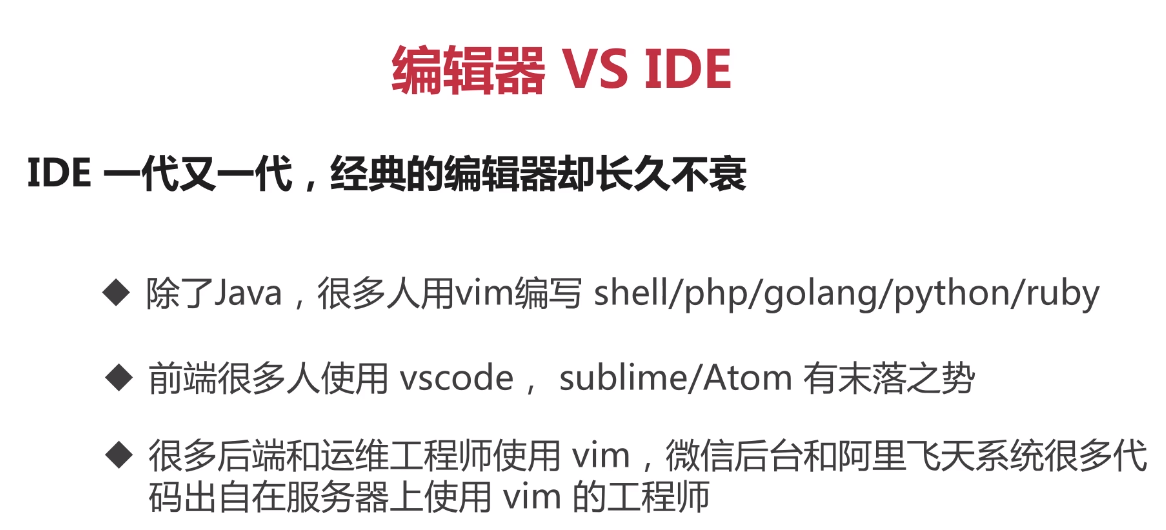 编辑器 VS IDE
IDE 一代又一代，经典的编辑器却长久不衰
◆ 除了Java，很多人用vim编写 shell/php/golang/python/ruby
◆ 前端很多人使用 vscode， sublime/Atom 有末落之势
◆ 很多后端和运维工程师使用 vim，微信后台和阿里飞天系统很多代
码出自在服务器上使用 vim 的工程师